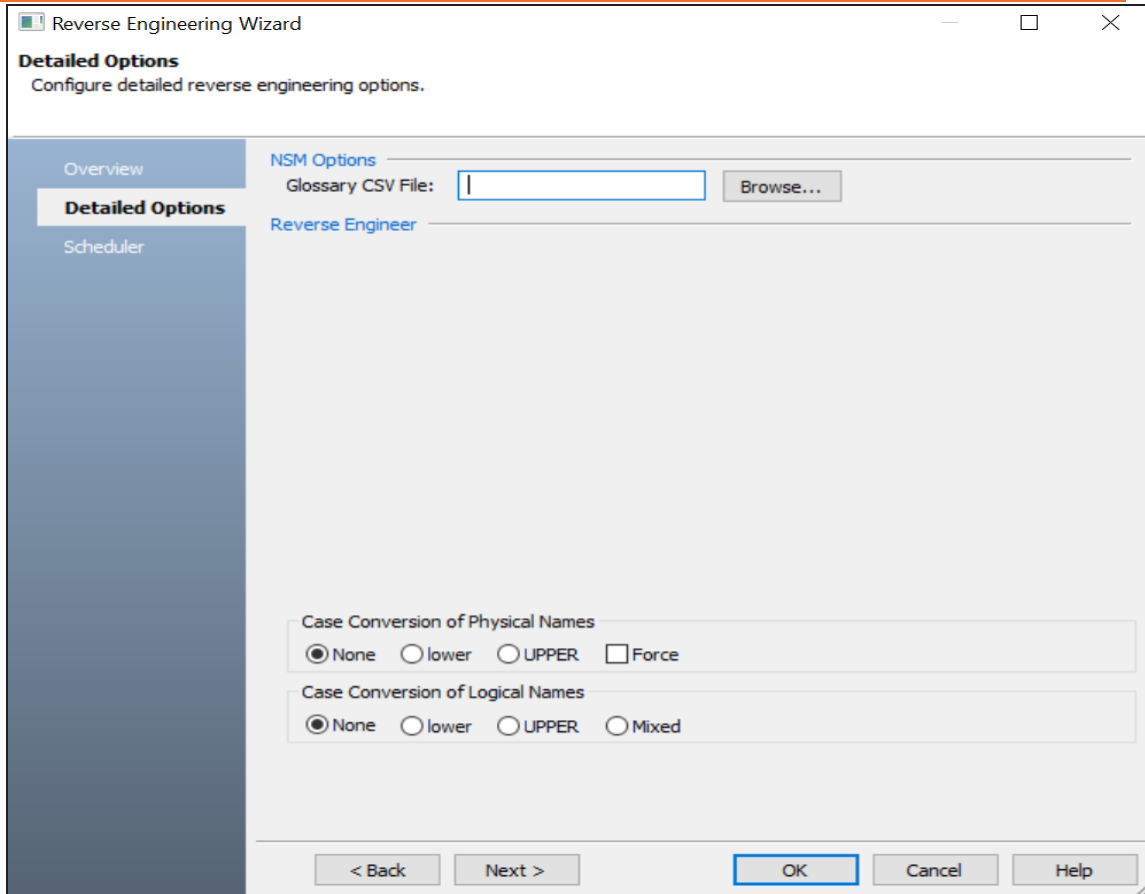 Reverse Engineering Wizard
Detailed Options
Configure detailed reverse engineering options.
Overview
Detailed Options
Scheduler
NSM Options
Glossary CSV File:
Browse...
Reverse Engineer
Case Conversion of Physical Names
None lower UPPER Force
Case Conversion of Logical Names
None lower UPPER Mixed
< Back Next > OK Cancel Help